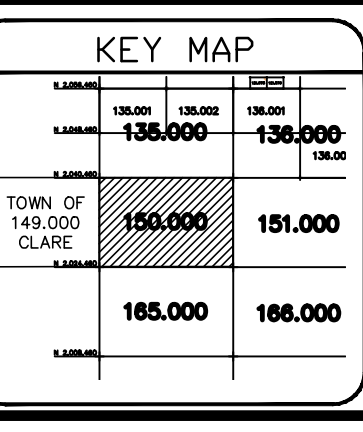 KEY MAP
N 2,056,460
135.001 135.002 136.001
N 2,048,460 135.000 136.000
136.00
N 2,040,460
TOWN OF
149.000 150.000 151.000
CLARE
N 2,024,460
165.000 166.000
N 2,008,460